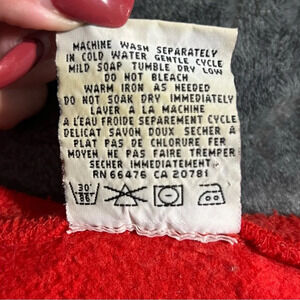 MACHINE WASH SEPARATELY
IN COLD WATER GENTLE CYCLE
MILD SOAP TUMBLE DRY LOW
DO NOT BLEACH
WARM IRON AS NEEDED
DO NOT SOAK DRY IMMEDIATELY
LAVER A LA MACHINE
A L'EAU FROIDE SEPAREMENT CYCLE
DELICAT SAVON DOUX SECHER A
PLAT PAS DE CHLORURE FER
MOYEN NE PAS FAIRE TREMPER
SECHER IMMEDIATEMENT.
RN 66476 CA 20781
30°